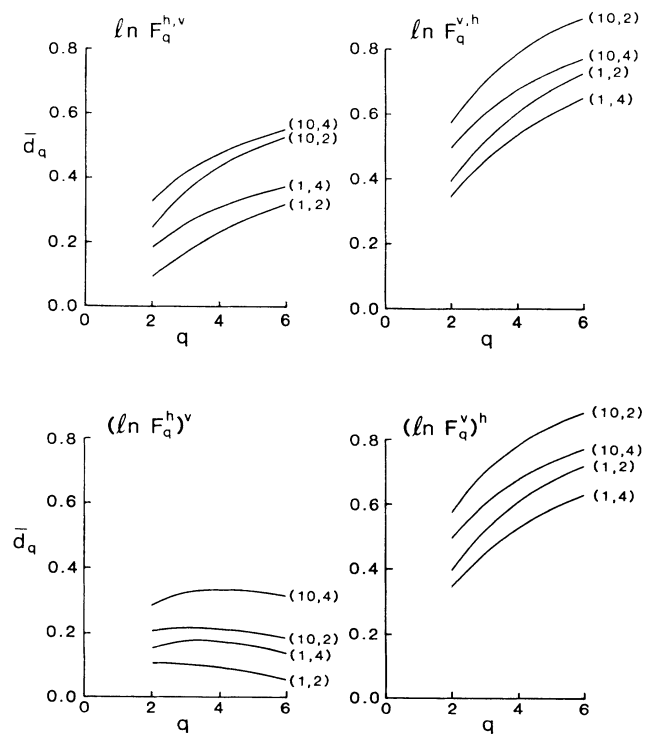 ℓn F_q^{h,v}
0.8
0.6
d̄_q
0.4
0.2
0.0
(10,4)
(10,2)
(1,4)
(1,2)
0 2 4 6
q
ℓn F_q^{v,h}
0.8
0.6
0.4
0.2
0.0
(10,2)
(10,4)
(1,2)
(1,4)
0 2 4 6
q
(ℓn F_q^h)^v
0.8
0.6
d̄_q
0.4
0.2
0.0
(10,4)
(10,2)
(1,4)
(1,2)
0 2 4 6
q
(ℓn F_q^v)^h
0.8
0.6
0.4
0.2
0.0
(10,2)
(10,4)
(1,2)
(1,4)
0 2 4 6
q